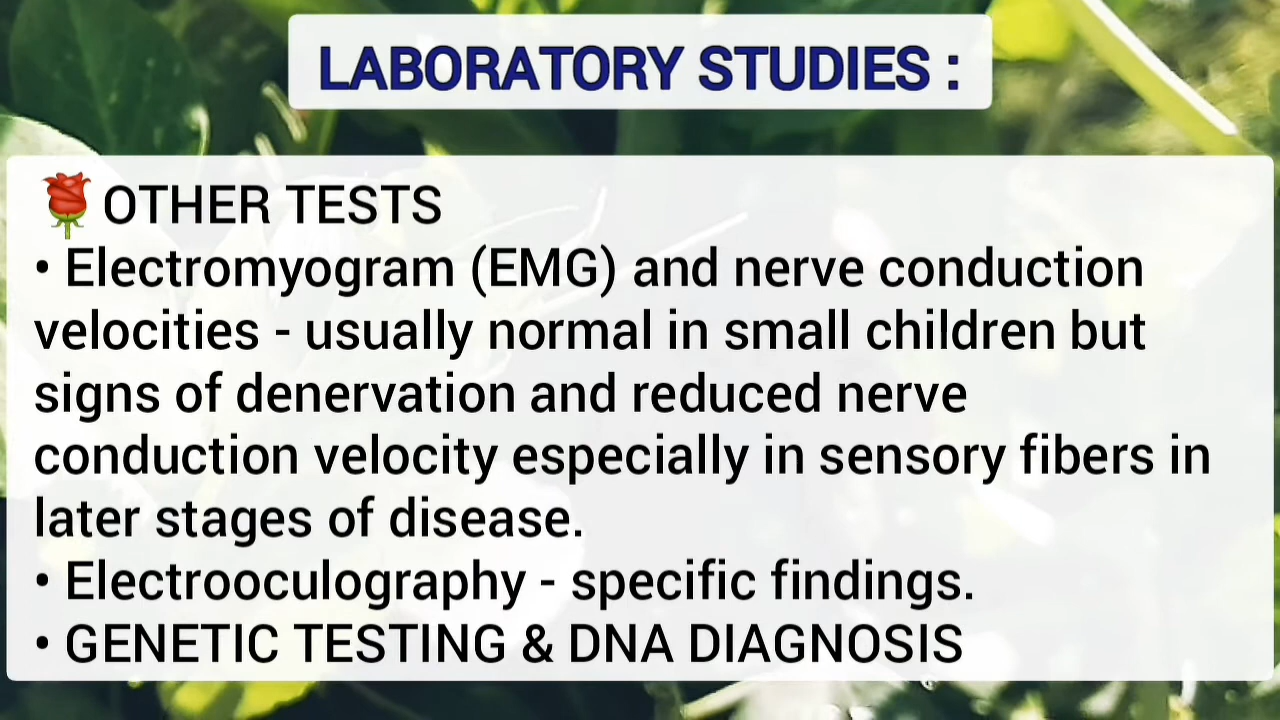 LABORATORY STUDIES :
🌹OTHER TESTS
• Electromyogram (EMG) and nerve conduction
velocities - usually normal in small children but
signs of denervation and reduced nerve
conduction velocity especially in sensory fibers in
later stages of disease.
• Electrooculography - specific findings.
• GENETIC TESTING & DNA DIAGNOSIS